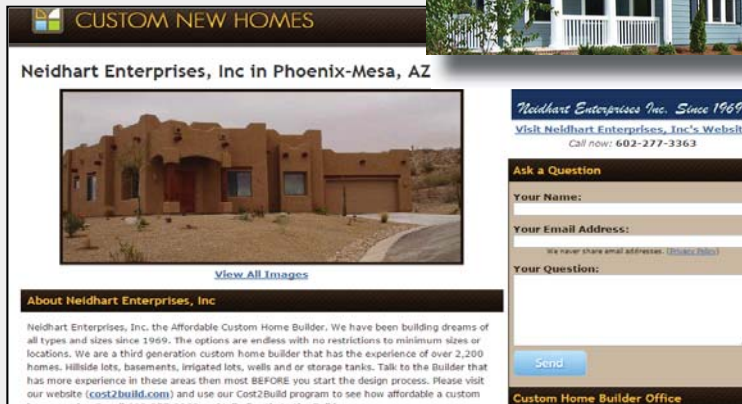 CUSTOM NEW HOMES
Neidhart Enterprises, Inc in Phoenix-Mesa, AZ
View All Images
About Neidhart Enterprises, Inc
Neidhart Enterprises, Inc. the Affordable Custom Home Builder. We have been building dreams of
all types and sizes since 1969. The options are endless with no restrictions to minimum sizes or
locations. We are a third generation custom home builder that has the experience of over 2,200
homes. Hillside lots, basements, irrigated lots, wells and or storage tanks. Talk to the Builder that
has more experience in these areas then most BEFORE you start the design process. Please visit
our website (cost2build.com) and use our Cost2Build program to see how affordable a custom
Neidhart Enterprises Inc. Since 1969
Visit Neidhart Enterprises, Inc's Websit
Call now: 602-277-3363
Ask a Question
Your Name:
Your Email Address:
We never share email addresses. (Privacy Policy)
Your Question:
Send
Custom Home Builder Office